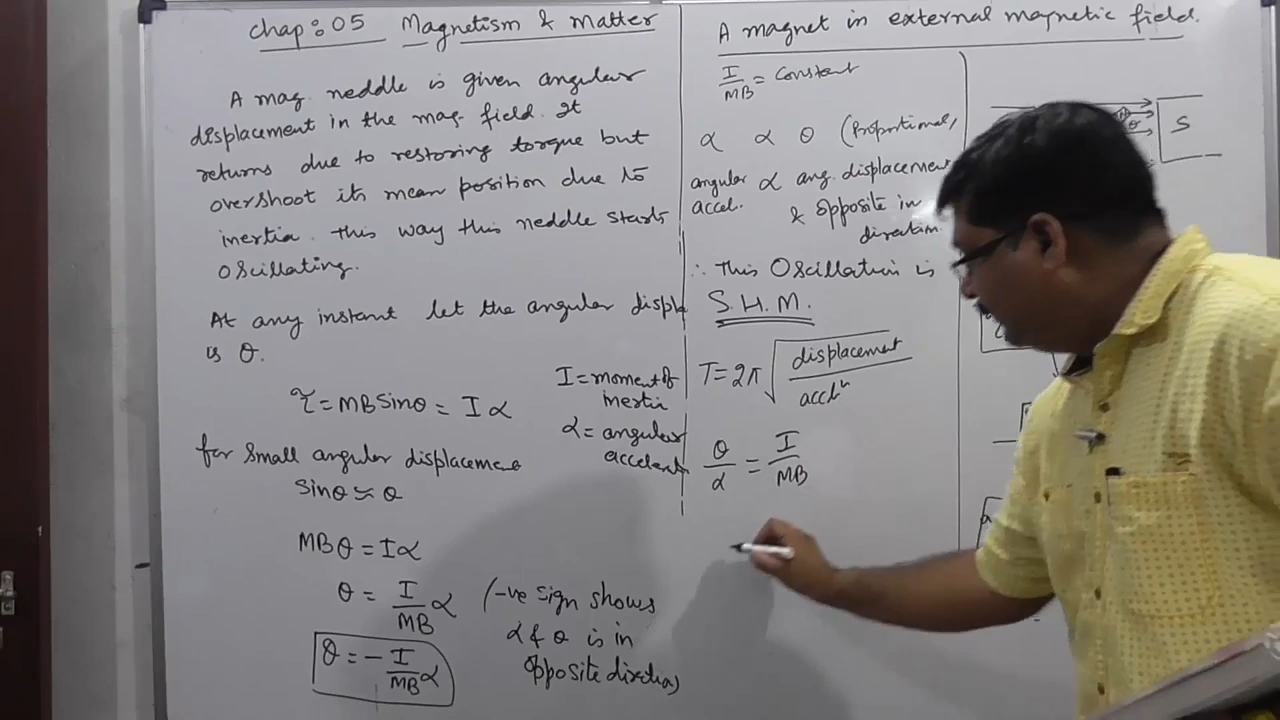 Chap: 05 Magnetism & Matter
A mag. neddle is given angular
displacement in the mag. field. It
returns due to restoring torque but
overshoot its mean position due to
inertia. This way this neddle starts
Oscillating.
At any instant let the angular displ
is θ.
τ = MB sinθ = I α
I = moment of
inertia
α = angular
for small angular displacement
sinθ ≈ θ
MBθ = Iα
θ = I/MB α
(-ve sign shows
α & θ is in
opposite
θ = - I/MB α
A magnet in external magnetic field.
I/MB = Constant
α α θ (Proportional,
angular accel. α ang. displacement
& opposite in
direction.
∴ This Oscillation is
S.H.M.
T = 2π √displacement/accln
θ/α = I/MB
S